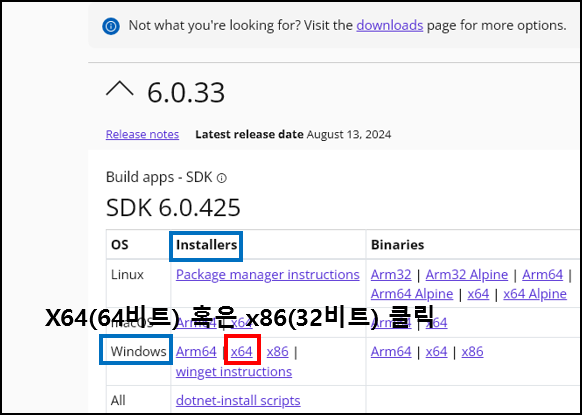 Not what you're looking for? Visit the downloads page for more options.
6.0.33
Release notes Latest release date August 13, 2024
Build apps - SDK
SDK 6.0.425
OS Installers Binaries
Linux Package manager instructions Arm32 | Arm32 Alpine | Arm64 |
Arm64 Alpine | x64 | x64 Alpine
X64(64비트) 혹은 x86(32비트) 클릭
macOS Arm64 | x64 Arm64 | x64
Windows Arm64 | x64 | x86 | Arm64 | x64 | x86
winget instructions
All dotnet-install scripts